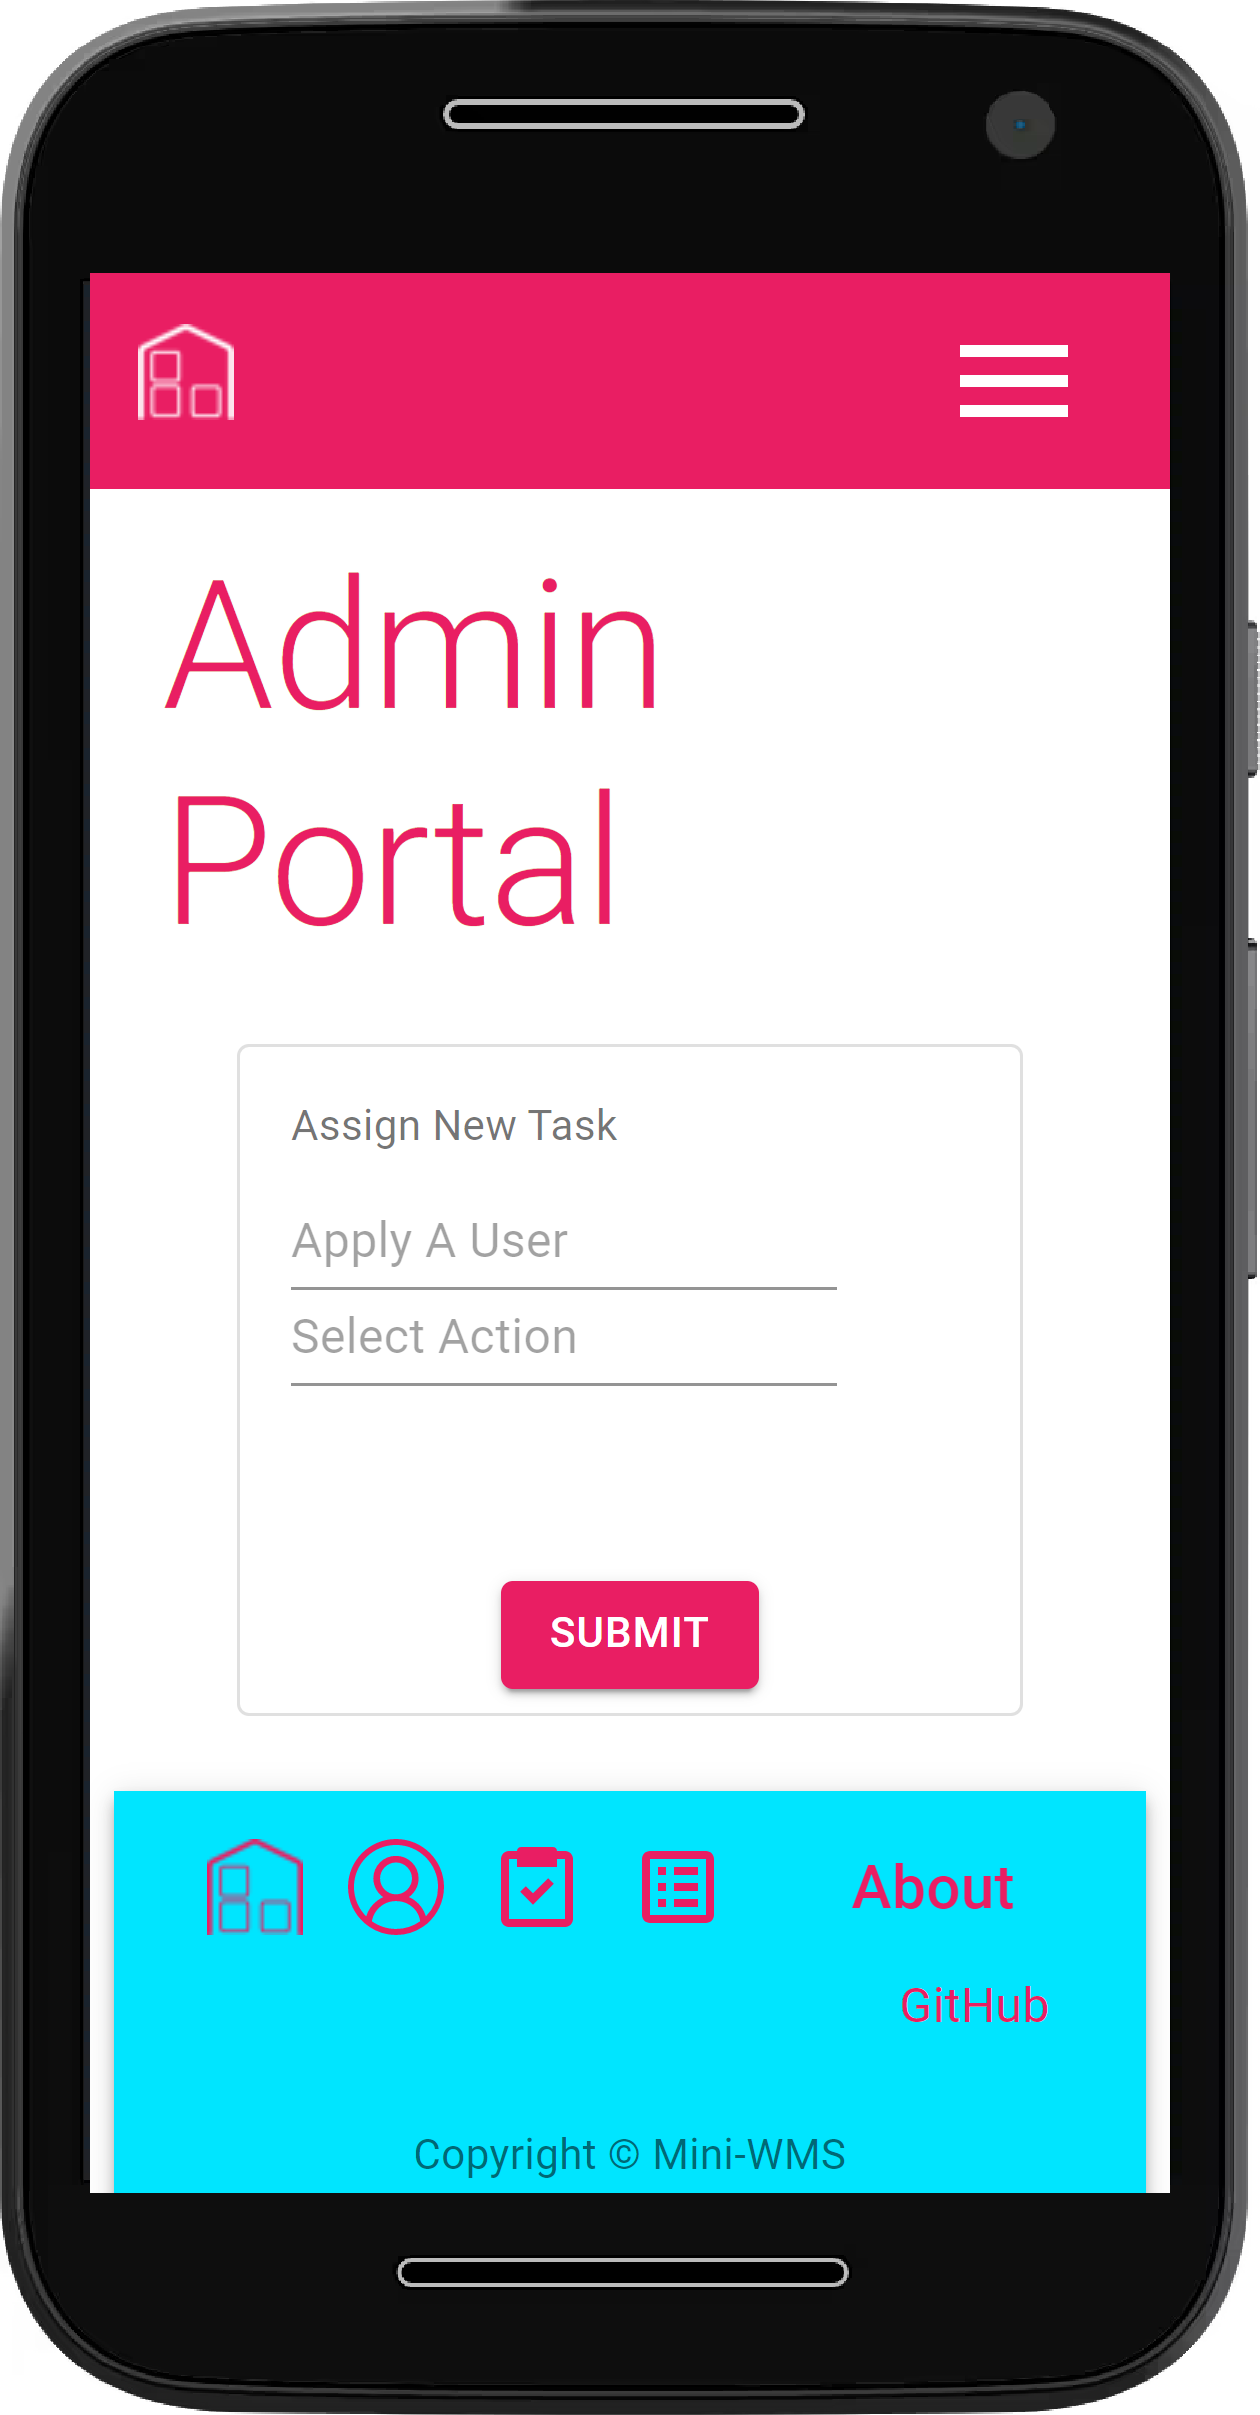 Admin
Portal
Assign New Task
Apply A User
Select Action
SUBMIT
About
GitHub
Copyright © Mini-WMS